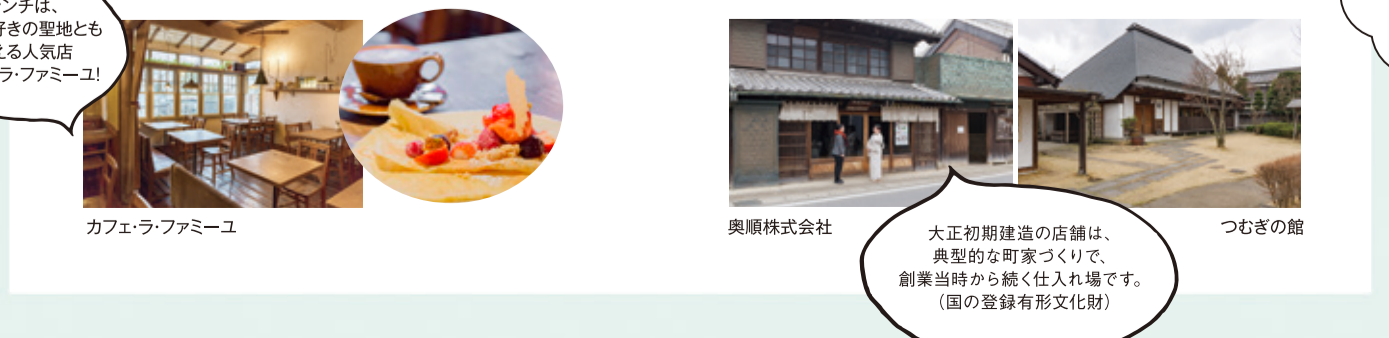 ンチは、
好きの聖地とも
える人気店
ラ・ファミーユ!
カフェ・ラ・ファミーユ
奥順株式会社
大正初期建造の店舗は、
典型的な町家づくりで、
創業当時から続く仕入れ場です。
（国の登録有形文化財）
つむぎの館